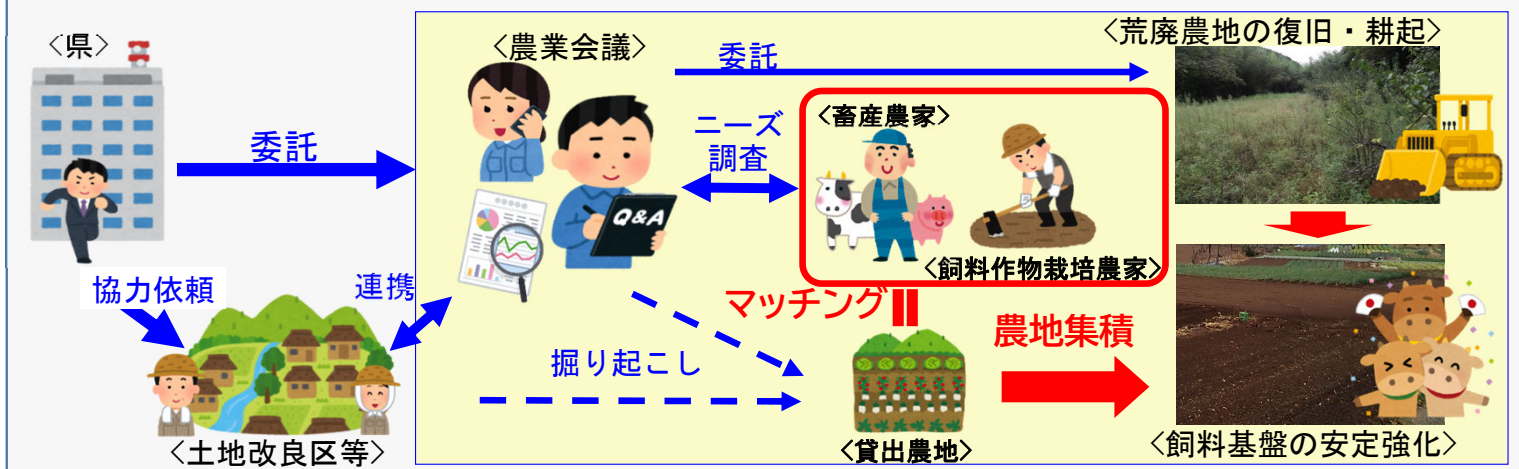 <県>
委託
協力依頼
連携
<土地改良区等>
<農業会議>
委託
ニーズ
調査
Q&A
<畜産農家>
<飼料作物栽培農家>
マッチング
掘り起こし
<貸出農地>
農地集積
<荒廃農地の復旧・耕起>
<飼料基盤の安定強化>